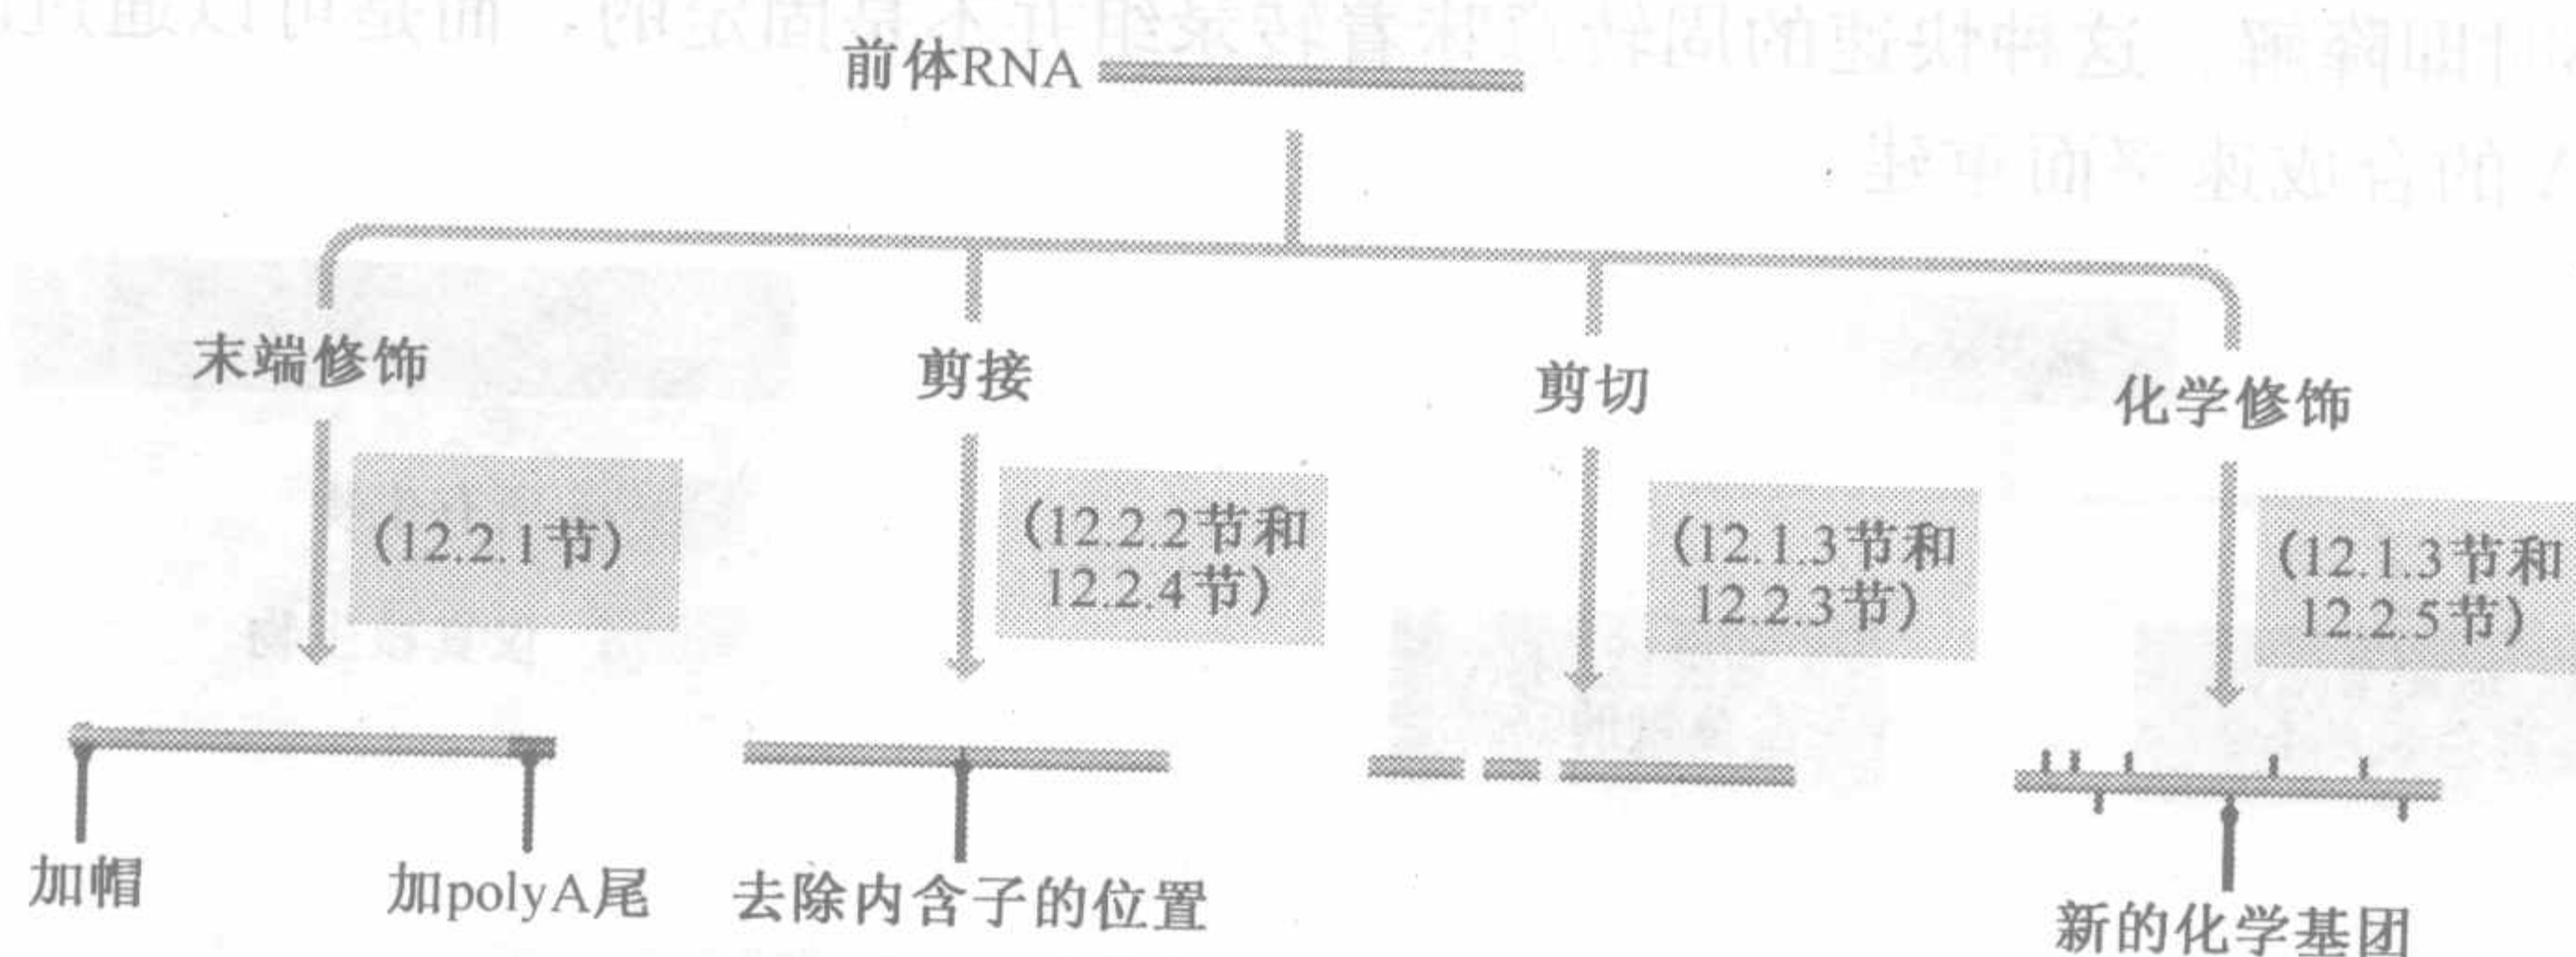 前体RNA
末端修饰
剪接
剪切
化学修饰
(12.2.1节)
(12.2.2节和
12.2.4节)
(12.1.3节和
12.2.3节)
(12.1.3节和
12.2.5节)
加帽
加polyA尾
去除内含子的位置
新的化学基团